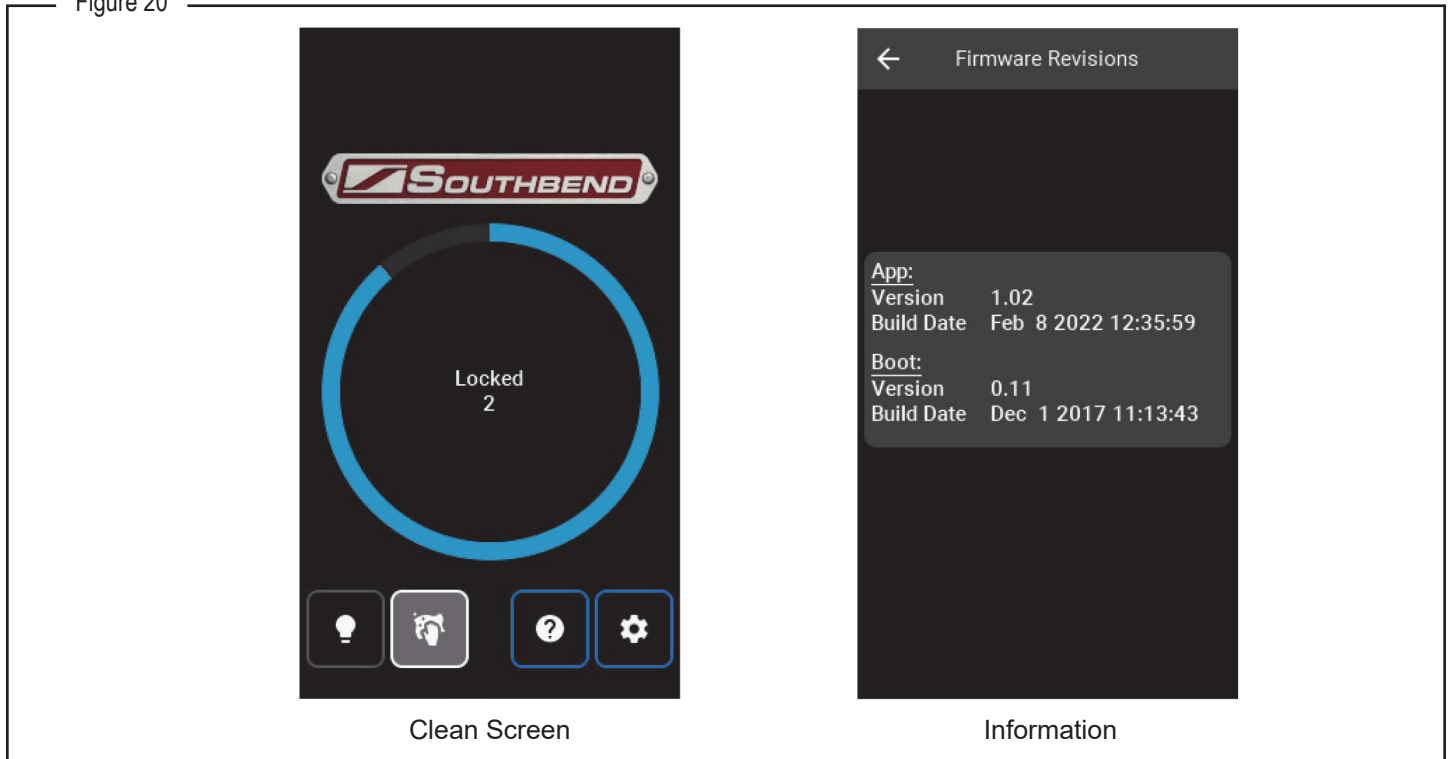 Figure 20
SOUTHBEND
Locked
2
Clean Screen
Firmware Revisions
App:
Version 1.02
Build Date Feb 8 2022 12:35:59
Boot:
Version 0.11
Build Date Dec 1 2017 11:13:43
Information